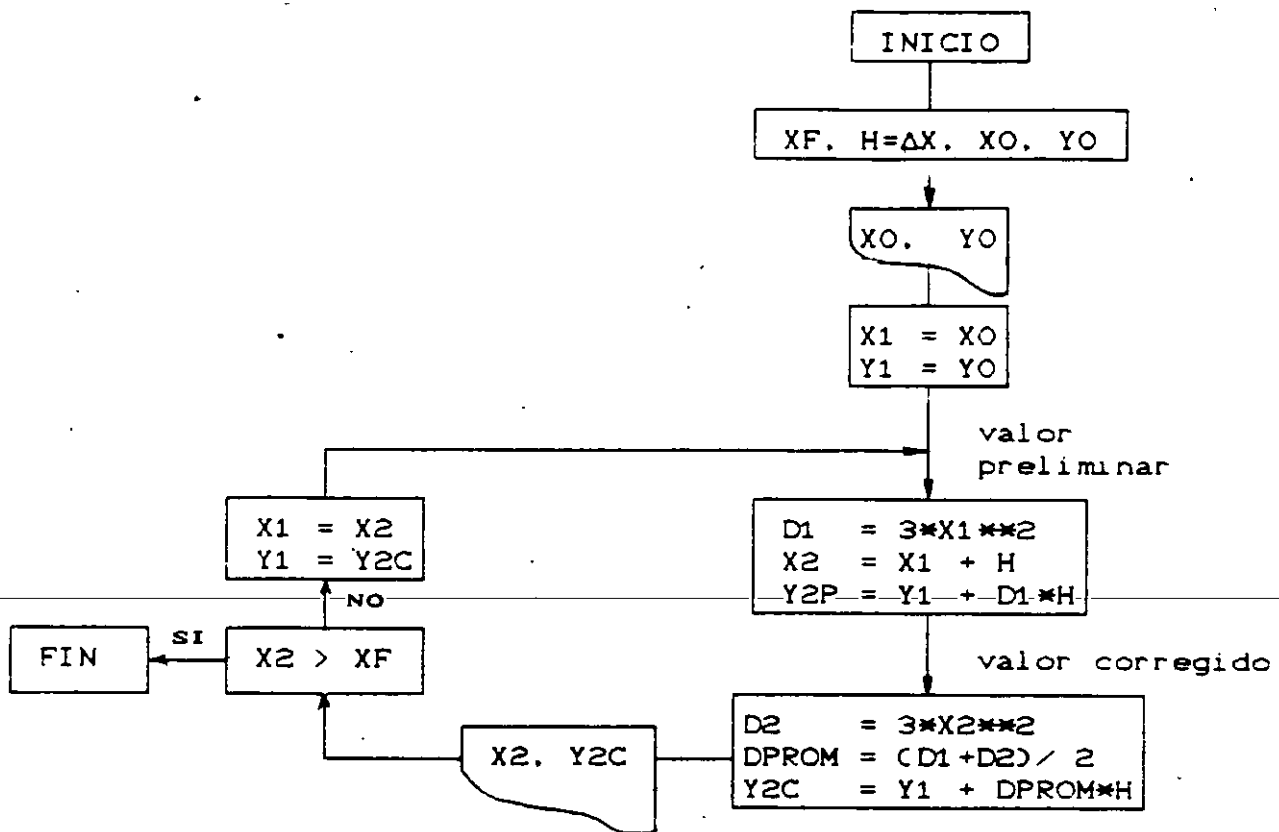 INICIO
XF. H=ΔX. XO. YO
XO. YO
X1 = XO
Y1 = YO
valor
preliminar
D1 = 3*X1**2
X2 = X1 + H
Y2P = Y1 + D1*H
valor corregido
D2 = 3*X2**2
DPROM = (D1+D2)/ 2
Y2C = Y1 + DPROM*H
X2. Y2C
X2 > XF
SI
FIN
NO
X1 = X2
Y1 = Y2C